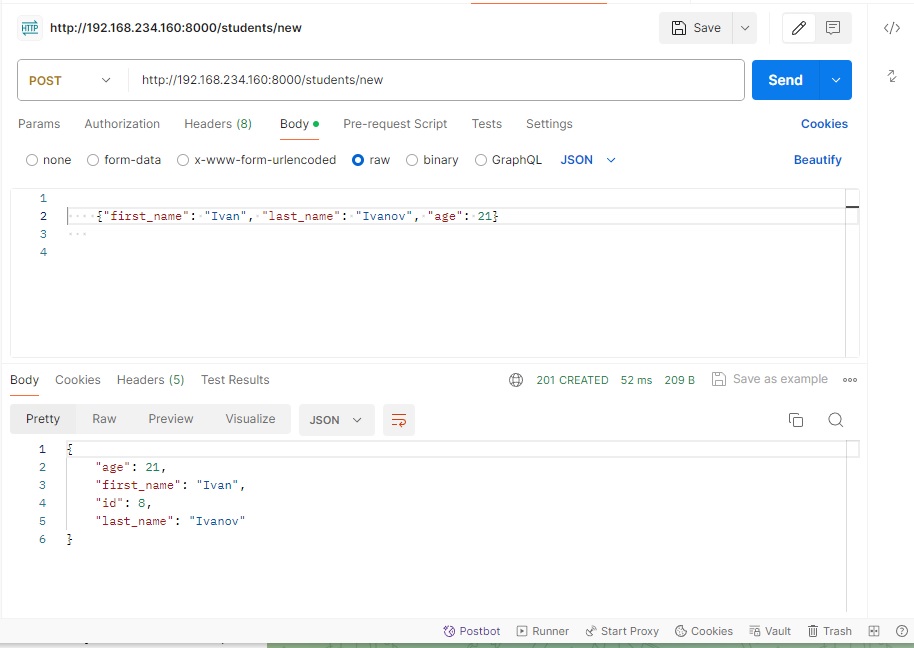 HTTP http://192.168.234.160:8000/students/new Save </>
POST http://192.168.234.160:8000/students/new Send
Params Authorization Headers (8) Body Pre-request Script Tests Settings Cookies
none form-data x-www-form-urlencoded raw binary GraphQL JSON Beautify
1
2 {"first_name": "Ivan", "last_name": "Ivanov", "age": 21}
3
4
Body Cookies Headers (5) Test Results 201 CREATED 52 ms 209 B Save as example
Pretty Raw Preview Visualize JSON
1 {
2 "age": 21,
3 "first_name": "Ivan",
4 "id": 8,
5 "last_name": "Ivanov"
6 }
Postbot Runner Start Proxy Cookies Vault Trash